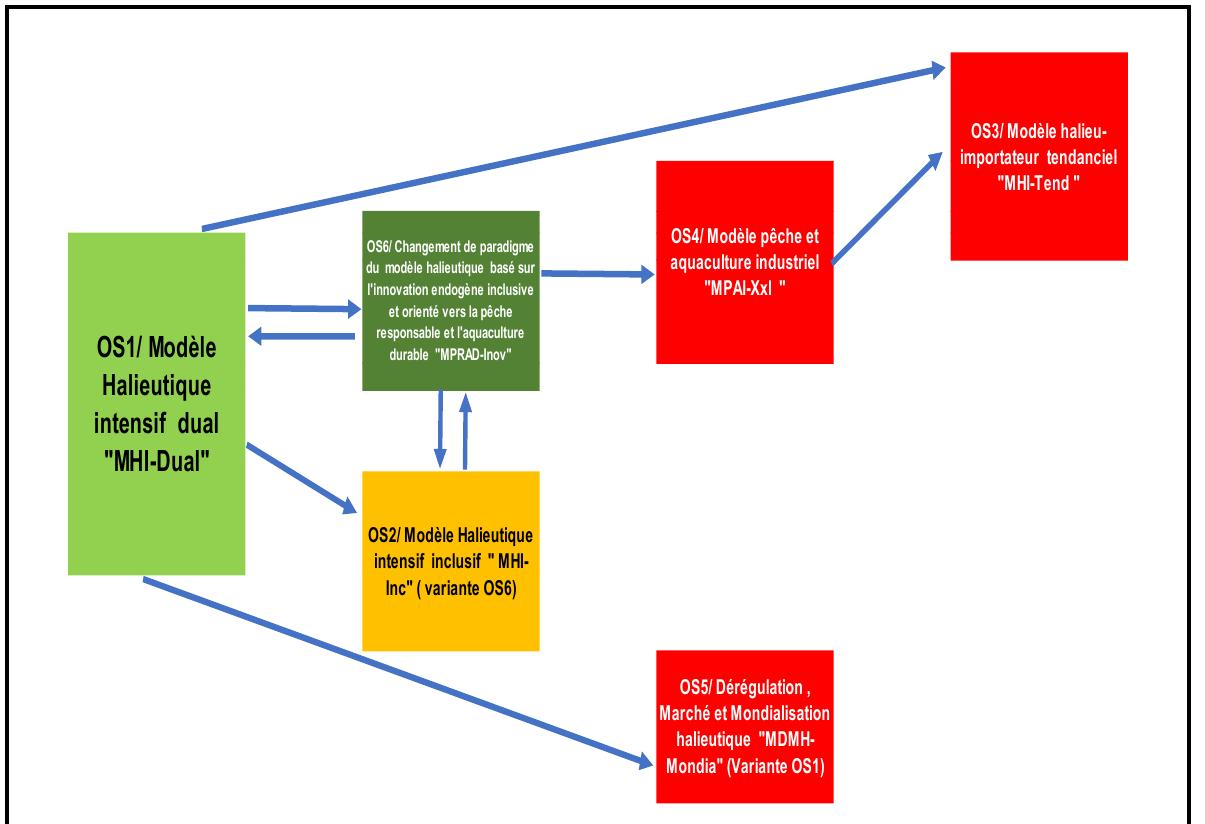 OS1/ Modèle
Halieutique
intensif dual
"MHI-Dual"
OS6/ Changement de paradigme
du modèle halieutique basé sur
l'innovation endogène inclusive
et orienté vers la pêche
responsable et l'aquaculture
durable "MPRAD-Inov"
OS2/ Modèle Halieutique
intensif inclusif " MHI-
Inc" ( variante OS6)
OS4/ Modèle pêche et
aquaculture industriel
"MPAI-Xxl "
OS5/ Dérégulation ,
Marché et Mondialisation
halieutique "MDMH-
Mondia" (Variante OS1)
OS3/ Modèle halieu-
importateur tendanciel
"MHI-Tend "